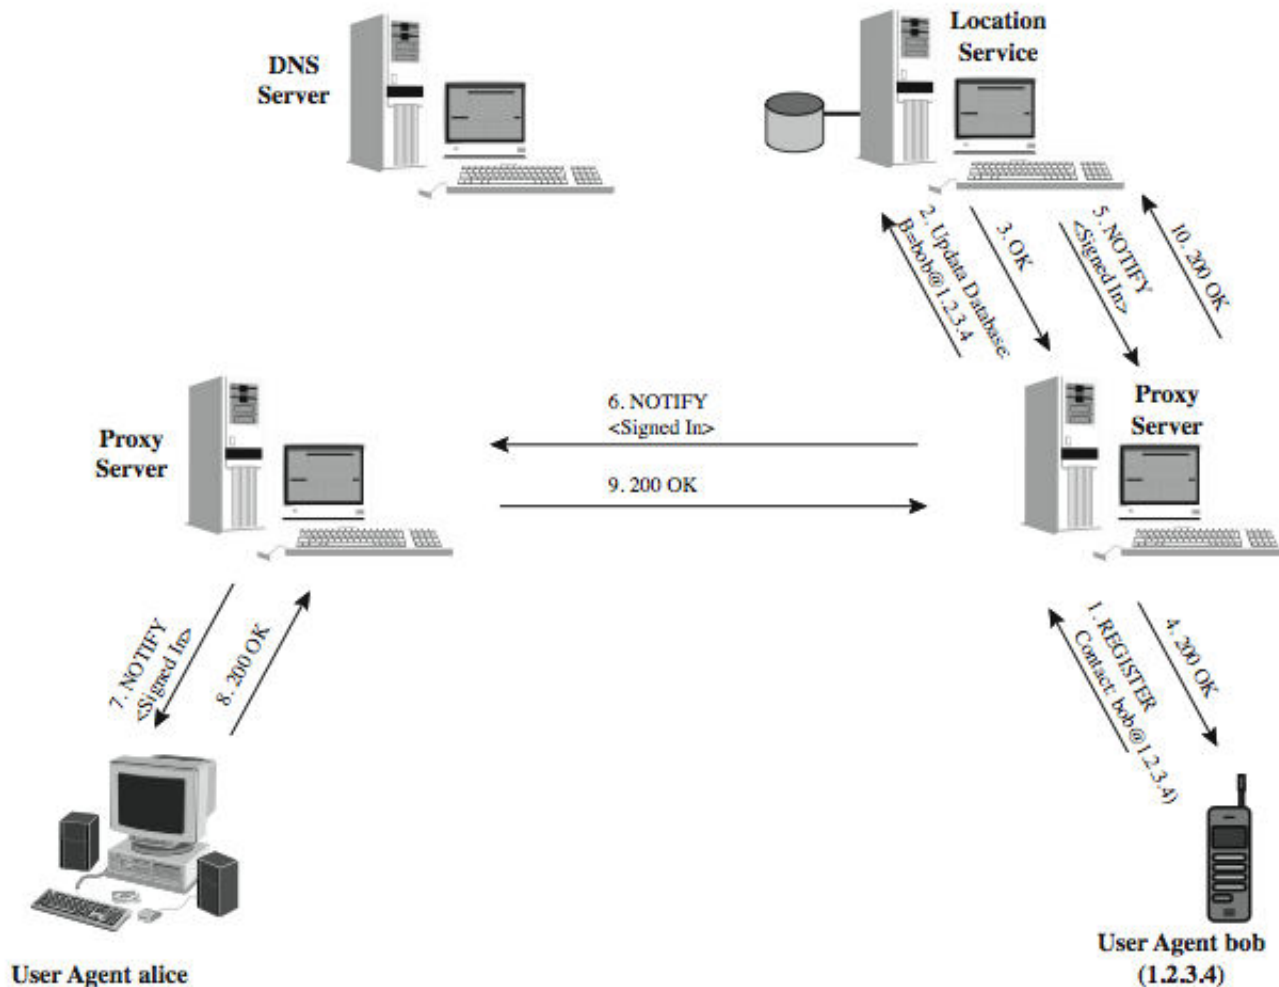 DNS
Server
Location
Service
2. Updata Database:
B=bob@1.2.3.4
3. OK
5. NOTIFY
<Signed In>
10. 200 OK
Proxy
Server
6. NOTIFY
<Signed In>
9. 200 OK
Proxy
Server
7. NOTIFY
<Signed In>
8. 200 OK
1. REGISTER
Contact: bob@1.2.3.4)
4. 200 OK
User Agent alice
User Agent bob
(1.2.3.4)